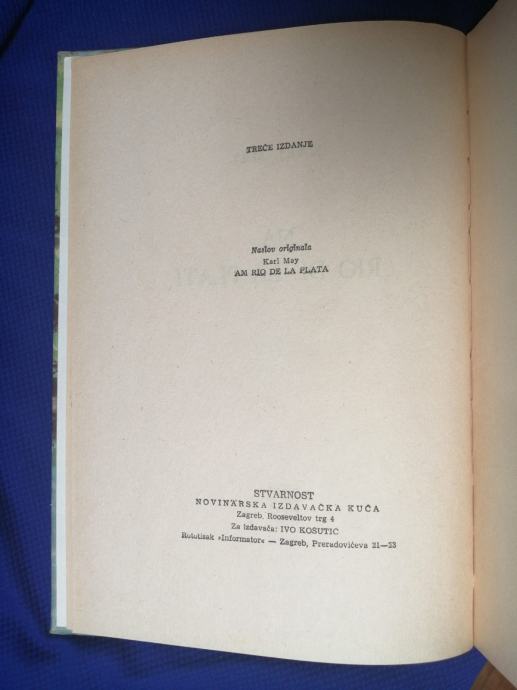 TREĆE IZDANJE
Naslov originala
Karl May
AM RIO DE LA PLATA
STVARNOST
NOVINARSKA IZDAVAČKA KUĆA
Zagreb, Rooseveltov trg 4
Za izdavača: IVO KOŠUTIĆ
Rototisak »Informator« — Zagreb, Preradovićeva 21—23